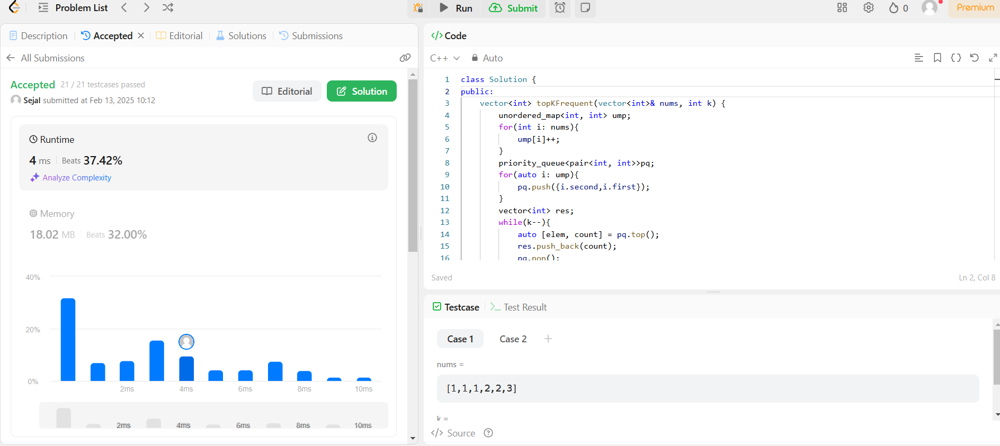 Problem List
Run
Submit
0
Premium
Description
Accepted
Editorial
Solutions
Submissions
All Submissions
Accepted 21 / 21 testcases passed
Sejal submitted at Feb 13, 2025 10:12
Editorial
Solution
Runtime
4 ms Beats 37.42%
Analyze Complexity
Memory
18.02 MB Beats 32.00%
40%
20%
0%
2ms 4ms 6ms 8ms 10ms
2ms 4ms 6ms 8ms 10ms
</> Code
C++ Auto
1 class Solution {
2 public:
3 vector<int> topKFrequent(vector<int>& nums, int k) {
4 unordered_map<int, int> ump;
5 for(int i: nums){
6 ump[i]++;
7 }
8 priority_queue<pair<int, int>>pq;
9 for(auto i: ump){
10 pq.push({i.second,i.first});
11 }
12 vector<int> res;
13 while(k--){
14 auto [elem, count] = pq.top();
15 res.push_back(count);
16 pq.pop();
Saved
Ln 2, Col 8
Testcase
Test Result
Case 1 Case 2 +
nums =
[1,1,1,2,2,3]
k =
</> Source